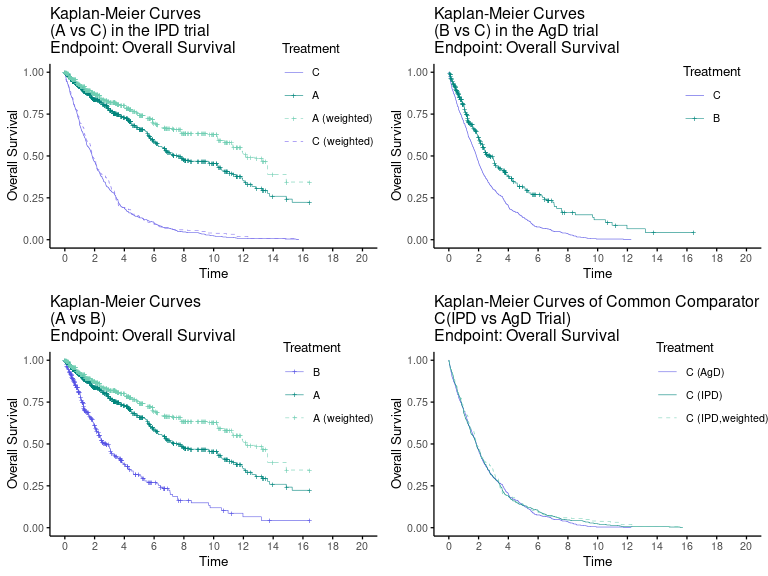 Kaplan-Meier Curves
(A vs C) in the IPD trial
Endpoint: Overall Survival
Treatment
C
A
A (weighted)
C (weighted)
Overall Survival
1.00
0.75
0.50
0.25
0.00
0 2 4 6 8 10 12 14 16 18 20
Time
Kaplan-Meier Curves
(B vs C) in the AgD trial
Endpoint: Overall Survival
Treatment
C
B
Overall Survival
1.00
0.75
0.50
0.25
0.00
0 2 4 6 8 10 12 14 16 18 20
Time
Kaplan-Meier Curves
(A vs B)
Endpoint: Overall Survival
Treatment
B
A
A (weighted)
Overall Survival
1.00
0.75
0.50
0.25
0.00
0 2 4 6 8 10 12 14 16 18 20
Time
Kaplan-Meier Curves of Common Comparator
C(IPD vs AgD Trial)
Endpoint: Overall Survival
Treatment
C (AgD)
C (IPD)
C (IPD,weighted)
Overall Survival
1.00
0.75
0.50
0.25
0.00
0 2 4 6 8 10 12 14 16 18 20
Time